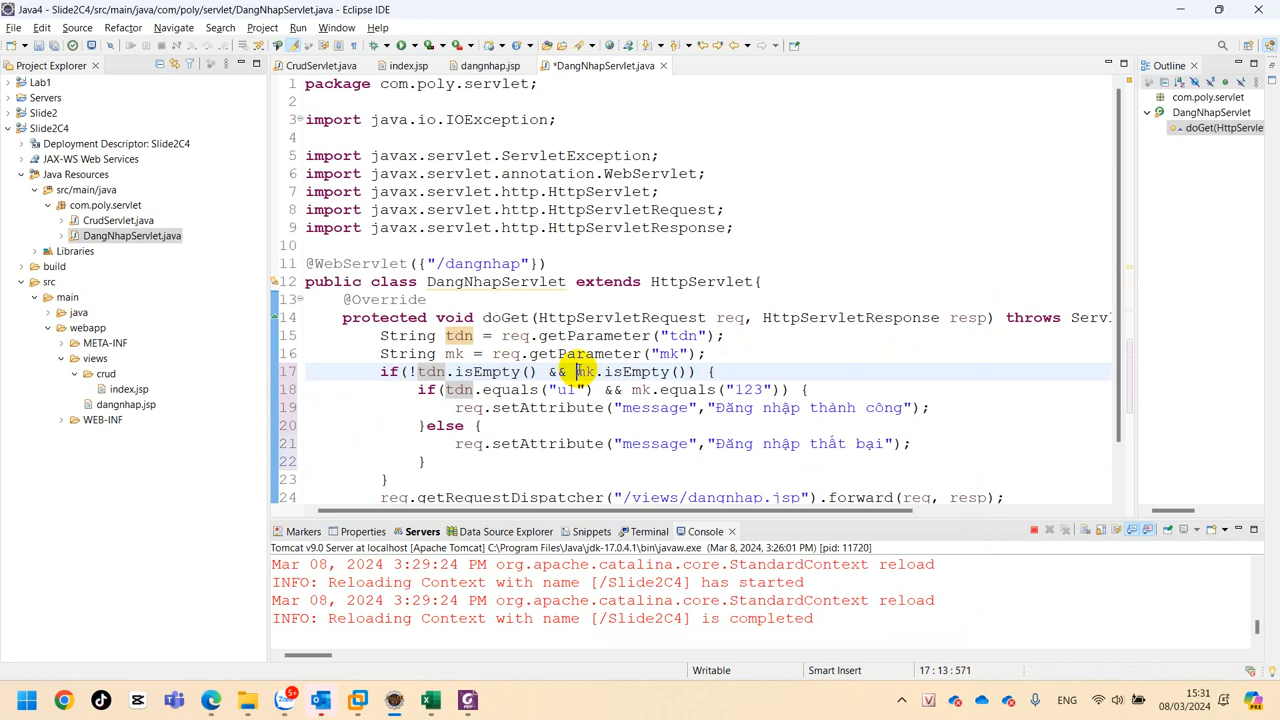 Java4 - Slide2C4/src/main/java/com/poly/servlet/DangNhapServlet.java - Eclipse IDE
File Edit Source Refactor Navigate Search Project Run Window Help
Project Explorer
CrudServlet.java
index.jsp
dangnhap.jsp
*DangNhapServlet.java
Outline
Lab1
Servers
Slide2
Slide2C4
Deployment Descriptor: Slide2C4
JAX-WS Web Services
Java Resources
src/main/java
com.poly.servlet
CrudServlet.java
DangNhapServlet.java
Libraries
build
src
main
java
webapp
META-INF
views
crud
index.jsp
dangnhap.jsp
WEB-INF
1 package com.poly.servlet;
2
3 import java.io.IOException;
4
5 import javax.servlet.ServletException;
6 import javax.servlet.annotation.WebServlet;
7 import javax.servlet.http.HttpServlet;
8 import javax.servlet.http.HttpServletRequest;
9 import javax.servlet.http.HttpServletResponse;
10
11 @WebServlet({"/dangnhap"})
12 public class DangNhapServlet extends HttpServlet{
13 @Override
14 protected void doGet(HttpServletRequest req, HttpServletResponse resp) throws Serv
15 String tdn = req.getParameter("tdn");
16 String mk = req.getParameter("mk");
17 if(!tdn.isEmpty() && mk.isEmpty()) {
18 if(tdn.equals("u1") && mk.equals("123")) {
19 req.setAttribute("message","Đăng nhập thành công");
20 }else {
21 req.setAttribute("message","Đăng nhập thất bại");
22 }
23 }
24 req.getRequestDispatcher("/views/dangnhap.jsp").forward(req, resp);
com.poly.servlet
DangNhapServlet
doGet(HttpServle
Markers Properties Servers Data Source Explorer Snippets Terminal Console
Tomcat v9.0 Server at localhost [Apache Tomcat] C:\Program Files\Java\jdk-17.0.4.1\bin\javaw.exe (Mar 8, 2024, 3:26:01 PM) [pid: 11720]
Mar 08, 2024 3:29:24 PM org.apache.catalina.core.StandardContext reload
INFO: Reloading Context with name [/Slide2C4] has started
Mar 08, 2024 3:29:24 PM org.apache.catalina.core.StandardContext reload
INFO: Reloading Context with name [/Slide2C4] is completed
Writable
Smart Insert
17 : 13 : 571
5+
Zalo
ENG
15:31
08/03/2024